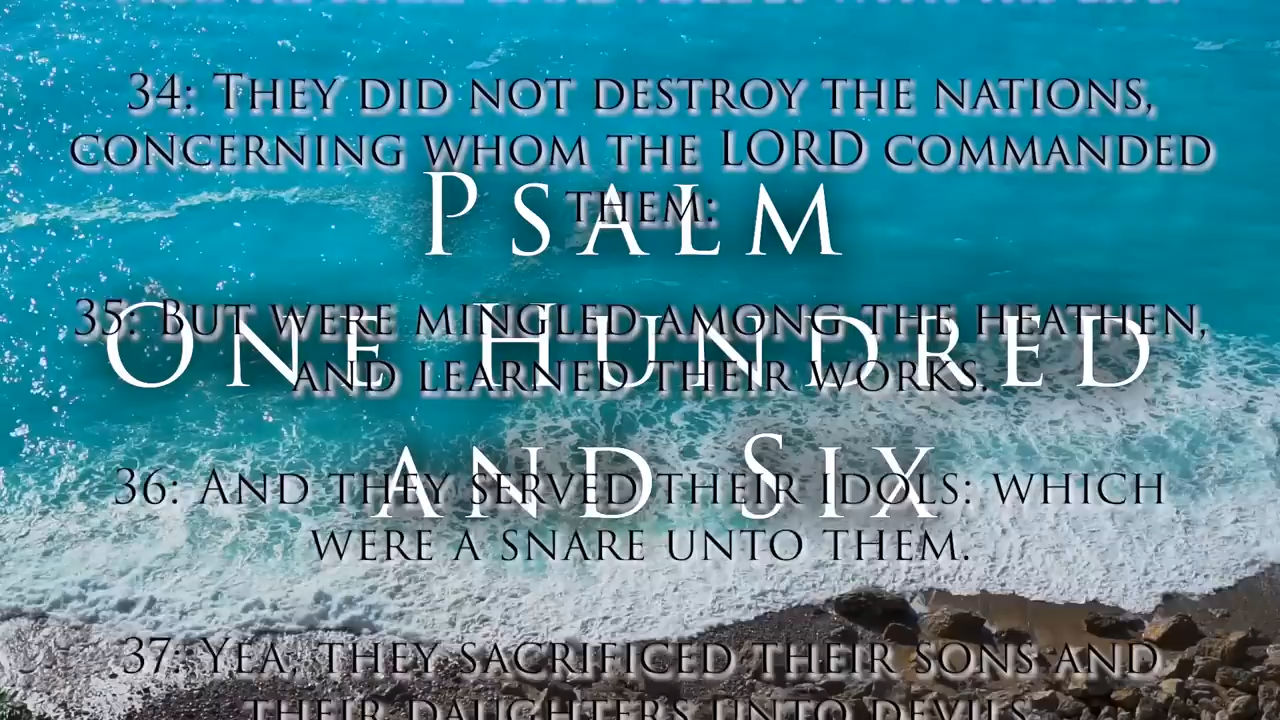 34: They did not destroy the nations,
concerning whom the LORD commanded
them:
Psalm
One Hundred
and Six
35: But were mingled among the heathen,
and learned their works.
36: And they served their idols: which
were a snare unto them.
37: Yea, they sacrificed their sons and
their daughters unto devils